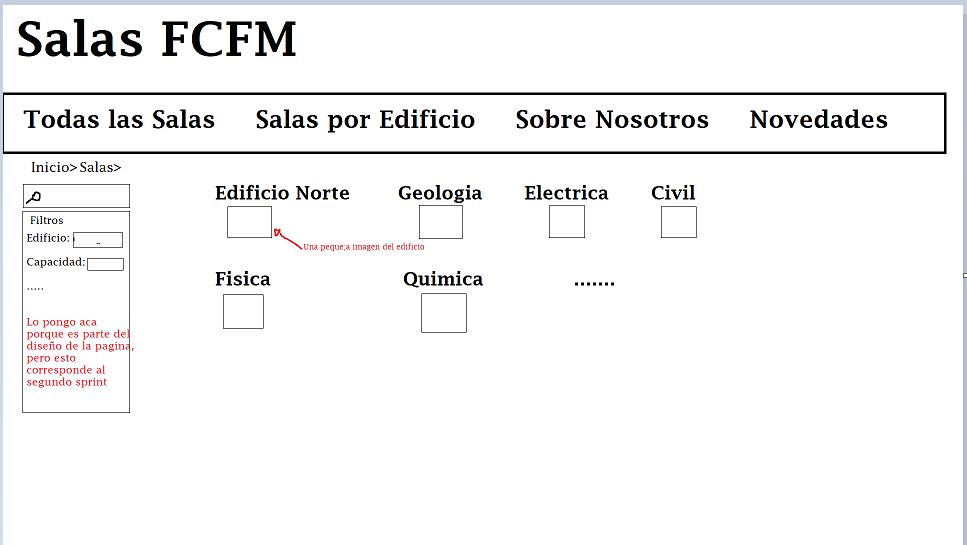 Salas FCFM
Todas las Salas Salas por Edificio Sobre Nosotros Novedades
Inicio> Salas>
Filtros
Edificio:
Capacidad:
.....
Lo pongo aca
porque es parte del
diseño de la pagina,
pero esto
corresponde al
segundo sprint
Edificio Norte Geologia Electrica Civil
Una peque;a imagen del edificio
Fisica Quimica .......